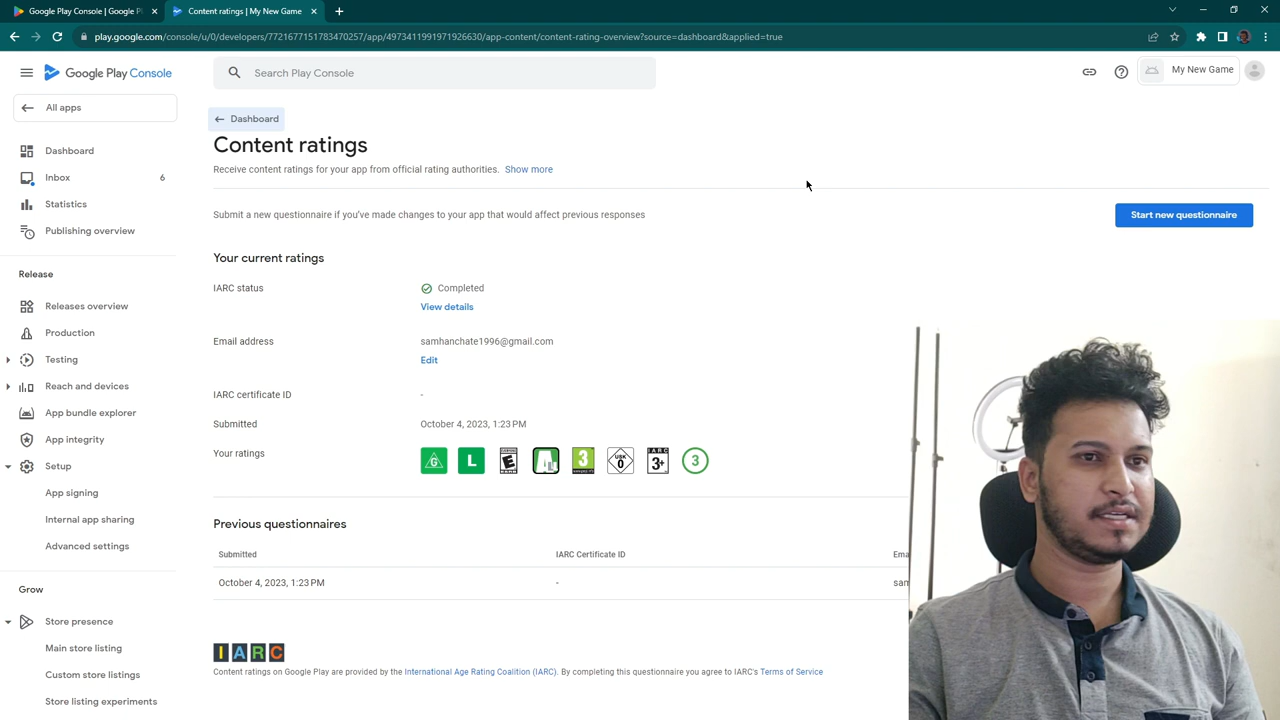 Google Play Console | Google Pl
Content ratings | My New Game
play.google.com/console/u/0/developers/7721677151783470257/app/4973411991971926630/app-content/content-rating-overview?source=dashboard&applied=true
Google Play Console
Search Play Console
My New Game
All apps
Dashboard
Inbox 6
Statistics
Publishing overview
Release
Releases overview
Production
Testing
Reach and devices
App bundle explorer
App integrity
Setup
App signing
Internal app sharing
Advanced settings
Grow
Store presence
Main store listing
Custom store listings
Store listing experiments
Dashboard
Content ratings
Receive content ratings for your app from official rating authorities. Show more
Submit a new questionnaire if you've made changes to your app that would affect previous responses
Start new questionnaire
Your current ratings
IARC status Completed
View details
Email address samhanchate1996@gmail.com
Edit
IARC certificate ID -
Submitted October 4, 2023, 1:23 PM
Your ratings G L E 3 USK 0 3+ 3
Previous questionnaires
Submitted IARC Certificate ID Ema
October 4, 2023, 1:23 PM - sam
IARC
Content ratings on Google Play are provided by the International Age Rating Coalition (IARC). By completing this questionnaire you agree to IARC's Terms of Service